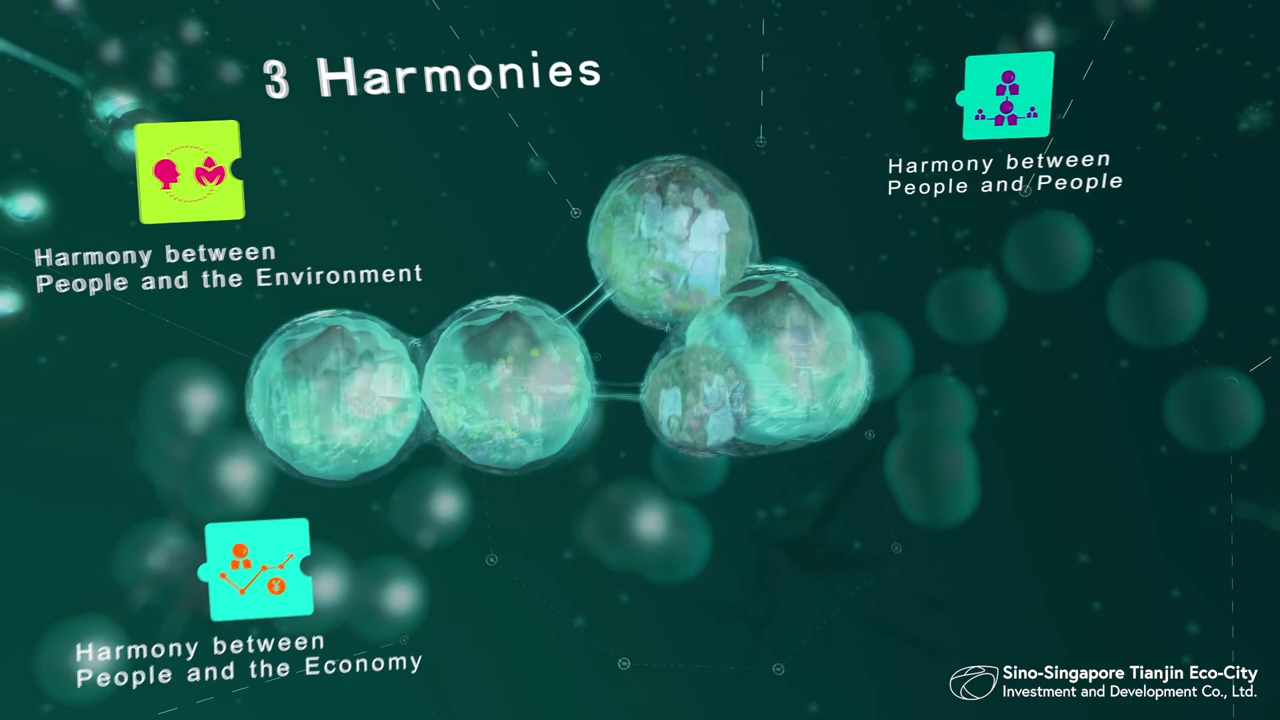 3 Harmonies
Harmony between
People and People
Harmony between
People and the Environment
Harmony between
People and the Economy
Sino-Singapore Tianjin Eco-City
Investment and Development Co., Ltd.